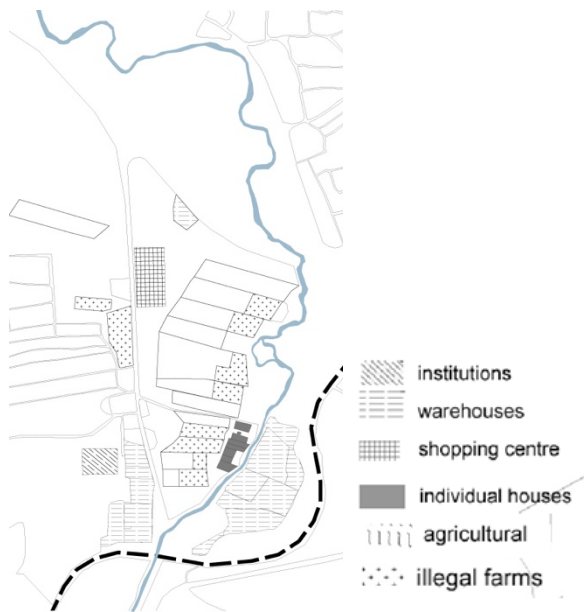 institutions
warehouses
shopping centre
individual houses
agricultural
illegal farms